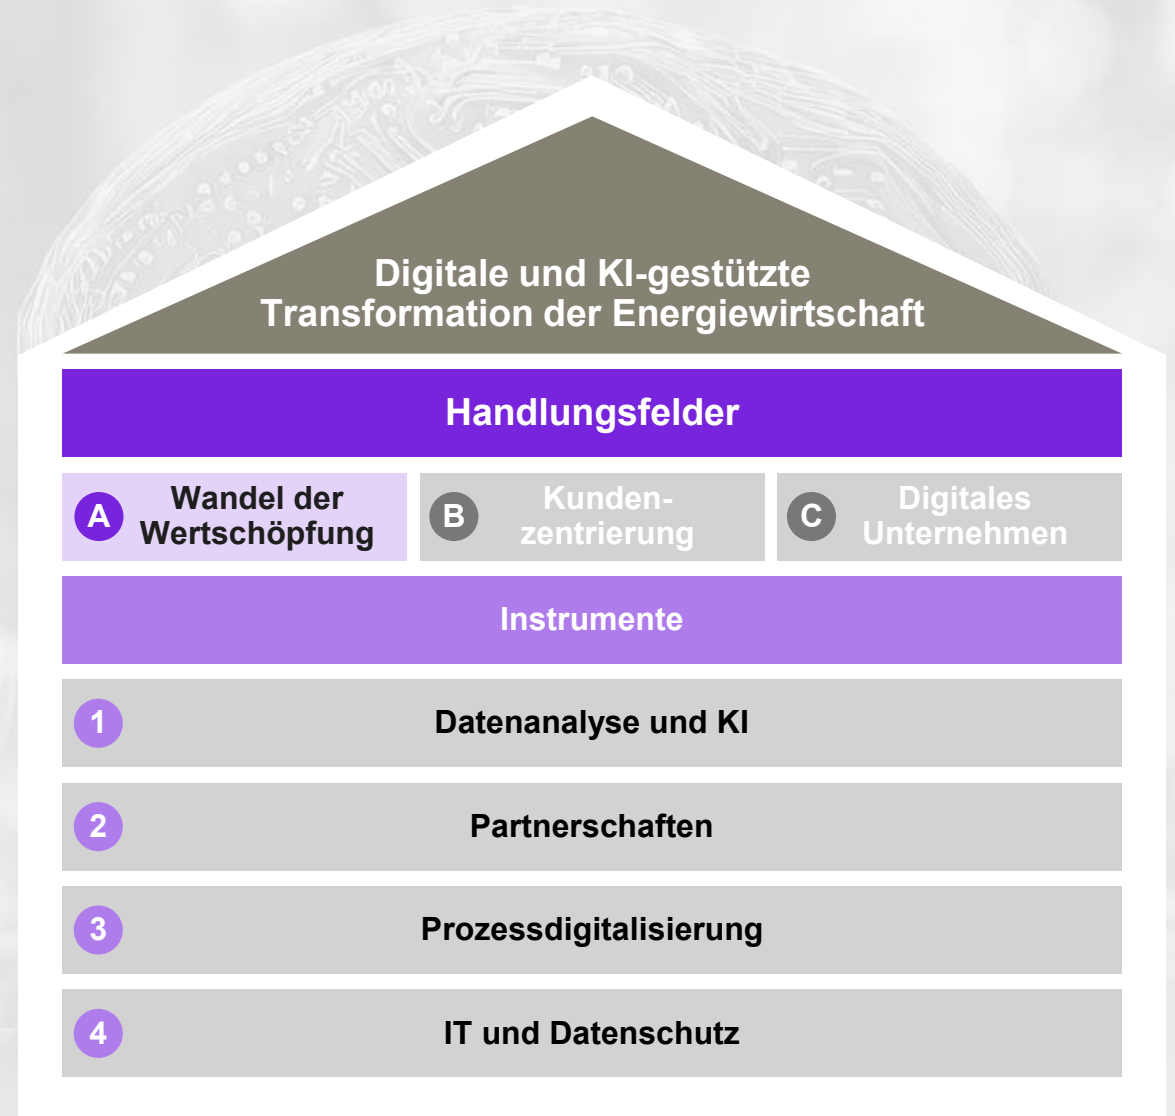 Digitale und KI-gestützte
Transformation der Energiewirtschaft
Handlungsfelder
A
Wandel der
Wertschöpfung
B
Kunden-
zentrierung
C
Digitales
Unternehmen
Instrumente
1
Datenanalyse und KI
2
Partnerschaften
3
Prozessdigitalisierung
4
IT und Datenschutz